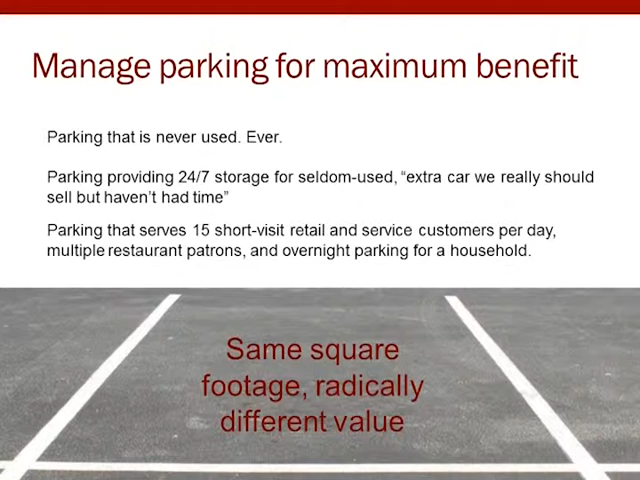 Manage parking for maximum benefit
Parking that is never used. Ever.
Parking providing 24/7 storage for seldom-used, “extra car we really should
sell but haven’t had time”
Parking that serves 15 short-visit retail and service customers per day,
multiple restaurant patrons, and overnight parking for a household.
Same square
footage, radically
different value